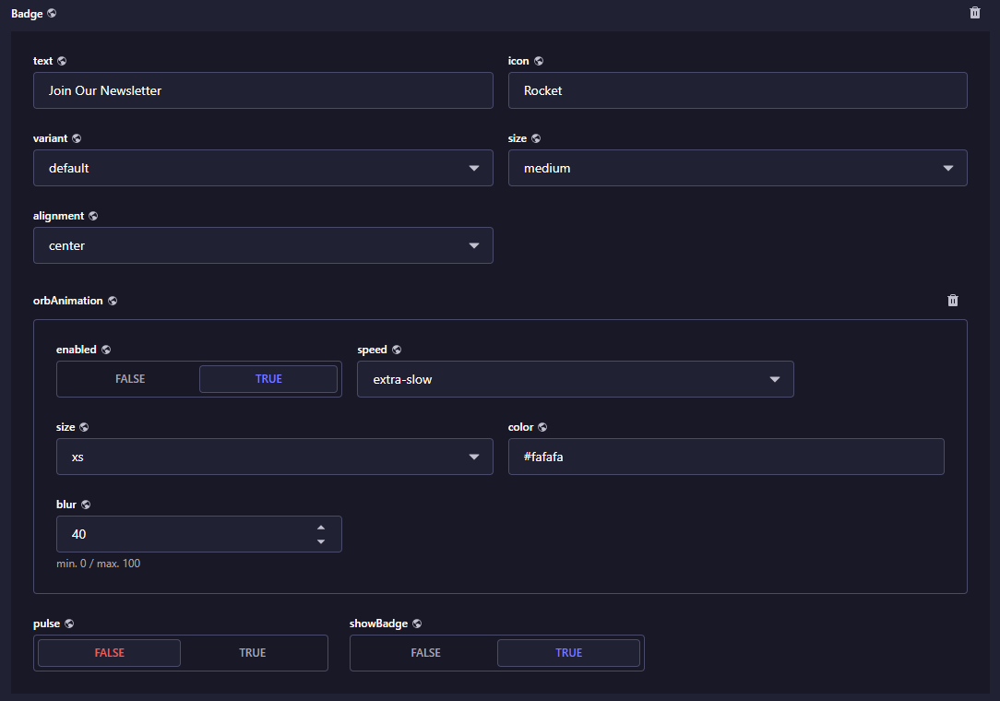 Badge
text
icon
Join Our Newsletter
Rocket
variant
size
default
medium
alignment
center
orbAnimation
enabled
speed
FALSE
TRUE
extra-slow
size
color
xs
#fafafa
blur
40
min. 0 / max. 100
pulse
showBadge
FALSE
TRUE
FALSE
TRUE